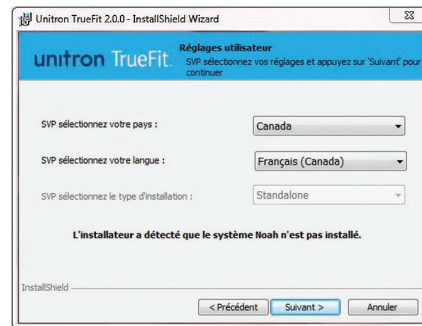 Unitron TrueFit 2.0.0 - InstallShield Wizard
unitron TrueFit.
Réglages utilisateur
SVP sélectionnez vos réglages et appuyez sur 'Suivant' pour
continuer
SVP sélectionnez votre pays :
Canada
SVP sélectionnez votre langue :
Français (Canada)
SVP sélectionnez le type d'installation :
Standalone
L'installateur a détecté que le système Noah n'est pas installé.
InstallShield
< Précédent
Suivant >
Annuler